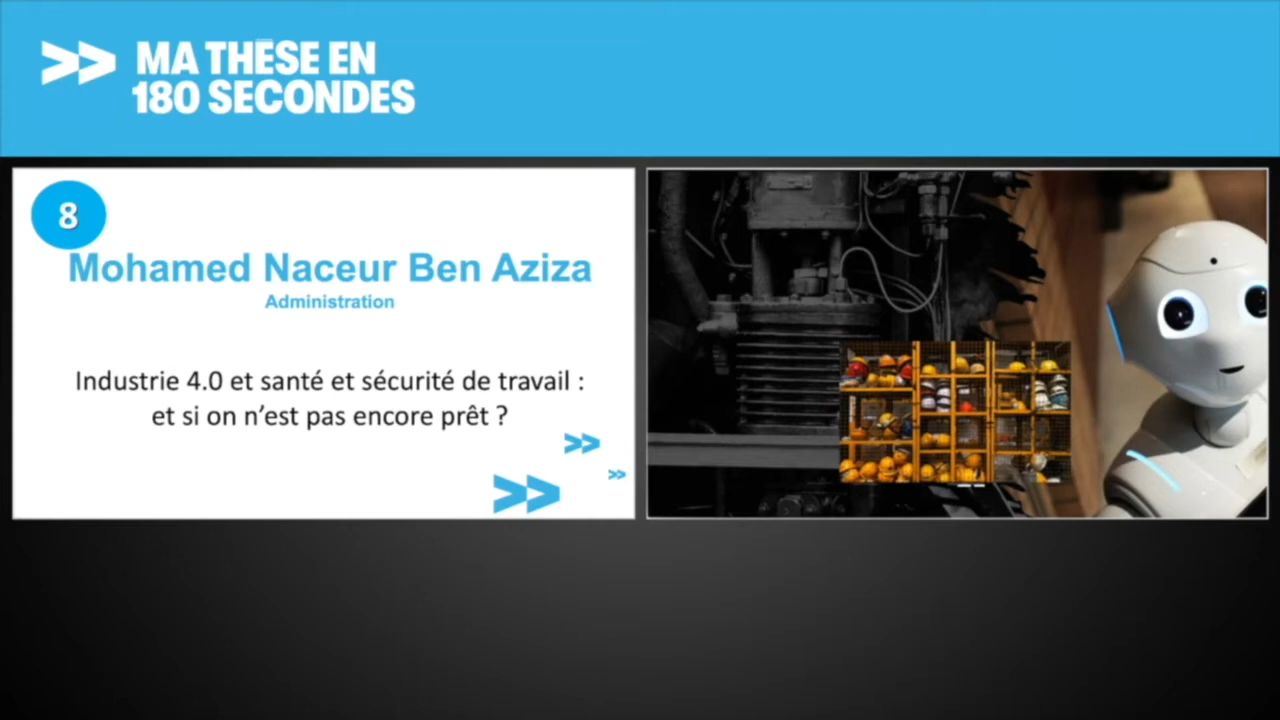 >> MA THÈSE EN
180 SECONDES
8
Mohamed Naceur Ben Aziza
Administration
Industrie 4.0 et santé et sécurité de travail :
et si on n’est pas encore prêt ?